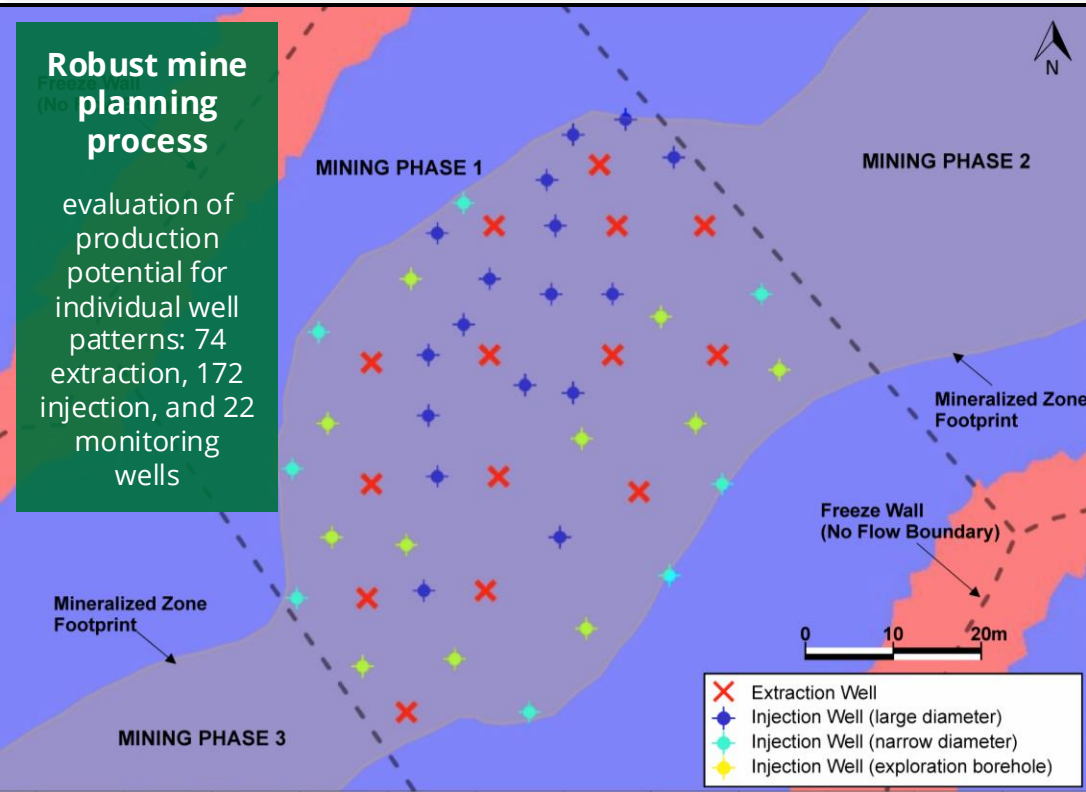 Robust mine
planning
process
evaluation of
production
potential for
individual well
patterns: 74
extraction, 172
injection, and 22
monitoring
wells
Freeze Wall
(No
N
MINING PHASE 1
MINING PHASE 2
Mineralized Zone
Footprint
Freeze Wall
(No Flow Boundary)
Mineralized Zone
Footprint
0 10 20m
MINING PHASE 3
Extraction Well
Injection Well (large diameter)
Injection Well (narrow diameter)
Injection Well (exploration borehole)